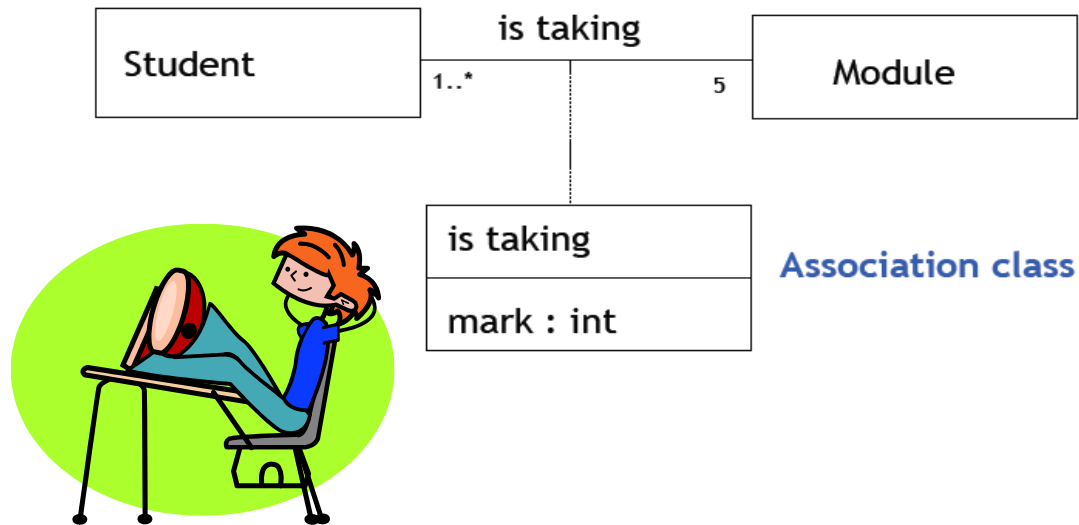 is taking
Student
Module
1..*
5
is taking
Association class
mark : int